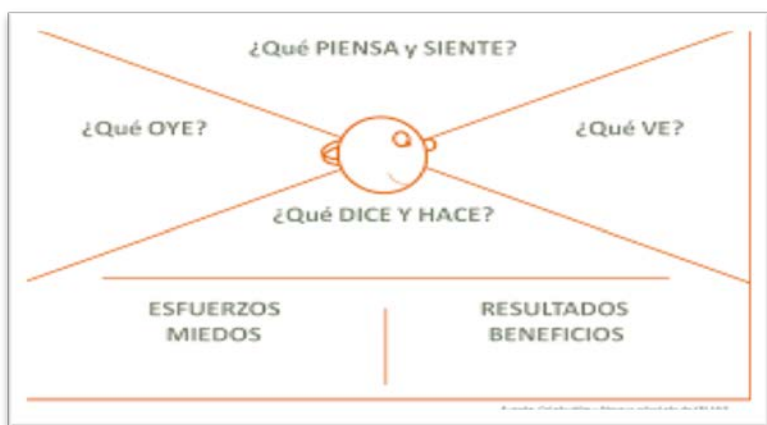 ¿Qué PIENSA y SIENTE?
¿Qué OYE?
¿Qué VE?
¿Qué DICE Y HACE?
ESFUERZOS
MIEDOS
RESULTADOS
BENEFICIOS